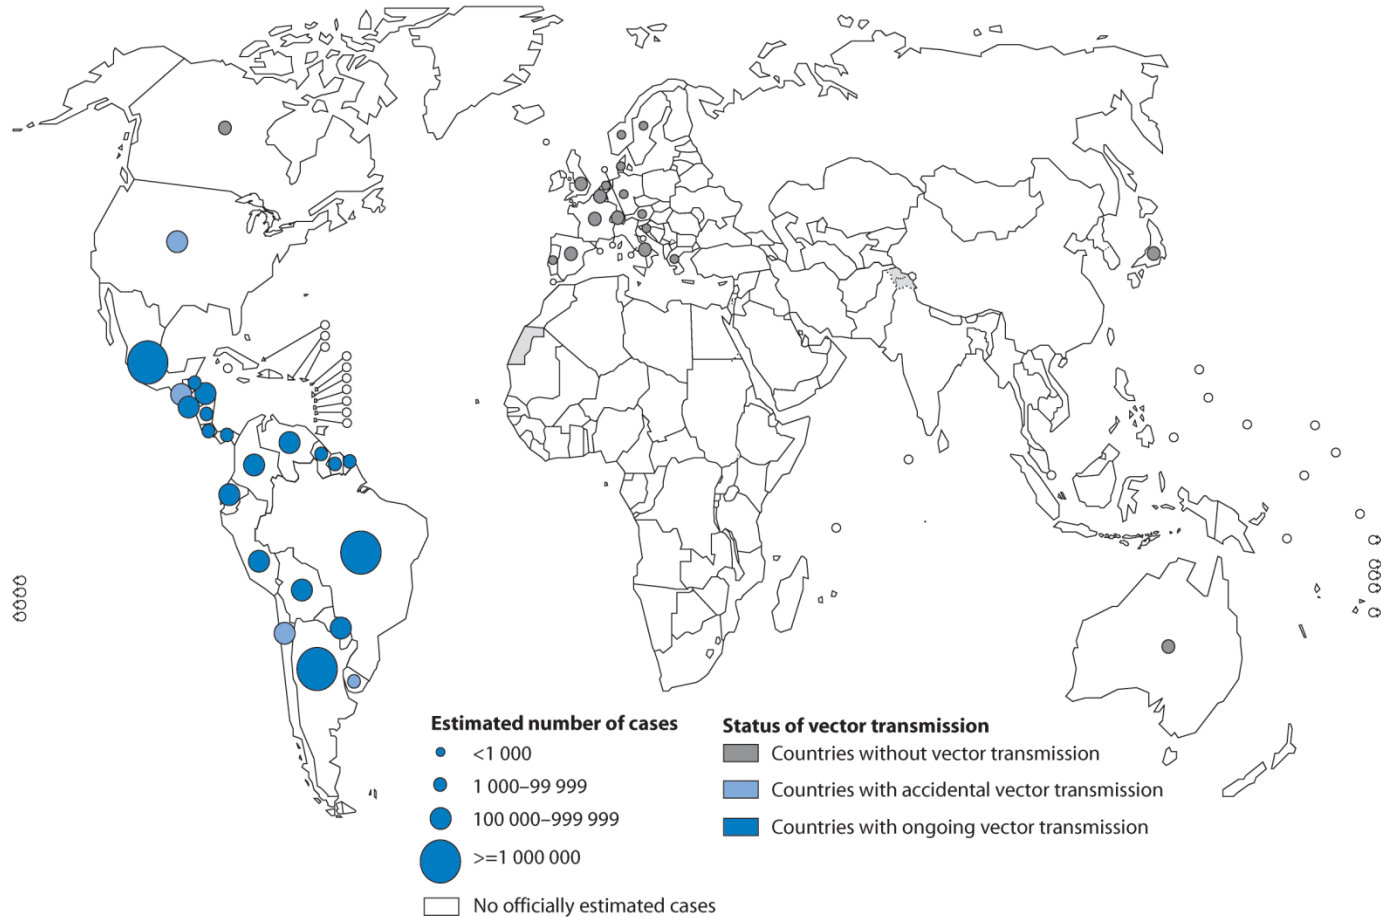 Estimated number of cases
<1 000
1 000–99 999
100 000–999 999
>=1 000 000
No officially estimated cases
Status of vector transmission
Countries without vector transmission
Countries with accidental vector transmission
Countries with ongoing vector transmission